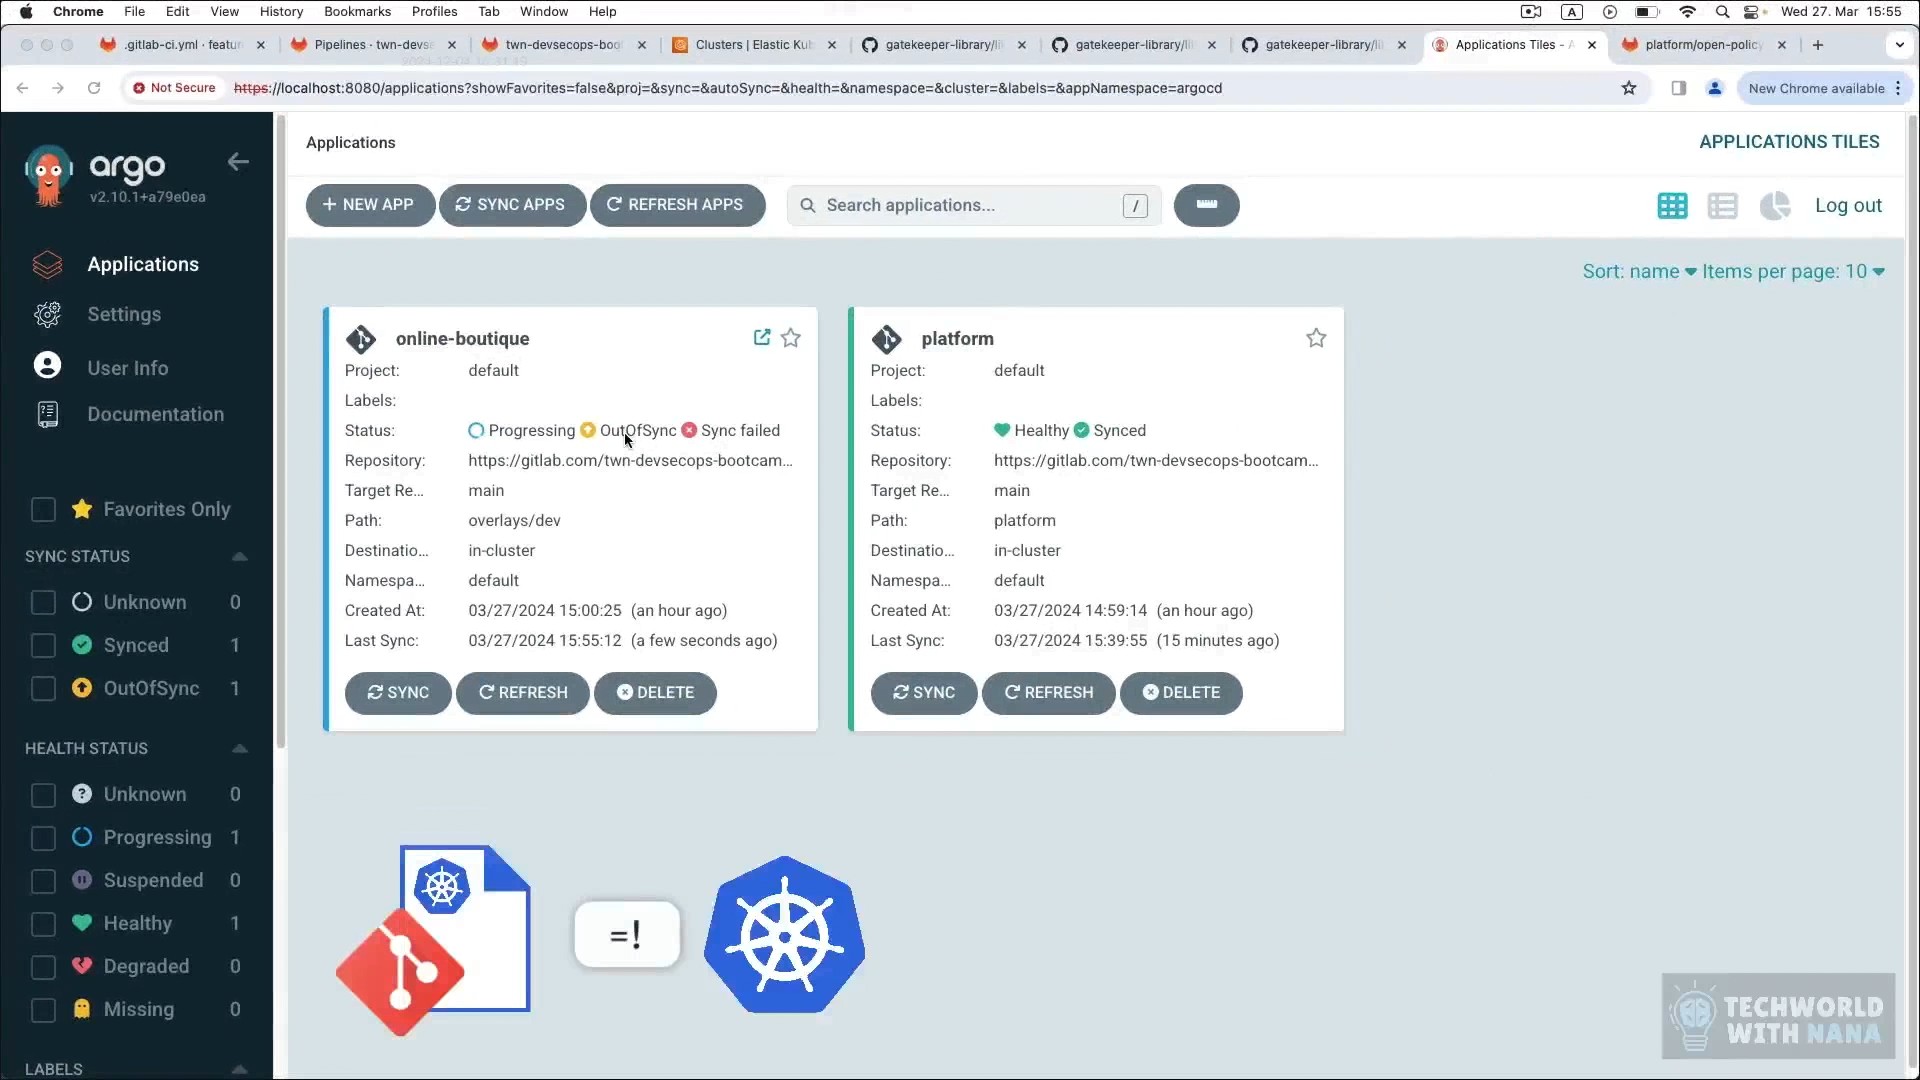 Chrome File Edit View History Bookmarks Profiles Tab Window Help A Wed 27. Mar 15:55
.gitlab-ci.yml · featur Pipelines · twn-devs twn-devsecops-boo Clusters | Elastic Kub gatekeeper-library/li gatekeeper-library/li gatekeeper-library/li Applications Tiles - A platform/open-policy
Not Secure https://localhost:8080/applications?showFavorites=false&proj=&sync=&autoSync=&health=&namespace=&cluster=&labels=&appNamespace=argocd New Chrome available
argo
v2.10.1+a79e0ea
Applications
Settings
User Info
Documentation
Favorites Only
SYNC STATUS
Unknown 0
Synced 1
OutOfSync 1
HEALTH STATUS
Unknown 0
Progressing 1
Suspended 0
Healthy 1
Degraded 0
Missing 0
LABELS
Applications APPLICATIONS TILES
+ NEW APP SYNC APPS REFRESH APPS Search applications... / Log out
Sort: name Items per page: 10
online-boutique
Project: default
Labels:
Status: Progressing OutOfSync Sync failed
Repository: https://gitlab.com/twn-devsecops-bootcam...
Target Re... main
Path: overlays/dev
Destinatio... in-cluster
Namespa... default
Created At: 03/27/2024 15:00:25 (an hour ago)
Last Sync: 03/27/2024 15:55:12 (a few seconds ago)
SYNC REFRESH DELETE
platform
Project: default
Labels:
Status: Healthy Synced
Repository: https://gitlab.com/twn-devsecops-bootcam...
Target Re... main
Path: platform
Destinatio... in-cluster
Namespa... default
Created At: 03/27/2024 14:59:14 (an hour ago)
Last Sync: 03/27/2024 15:39:55 (15 minutes ago)
SYNC REFRESH DELETE
=!
TECHWORLD
WITH NANA